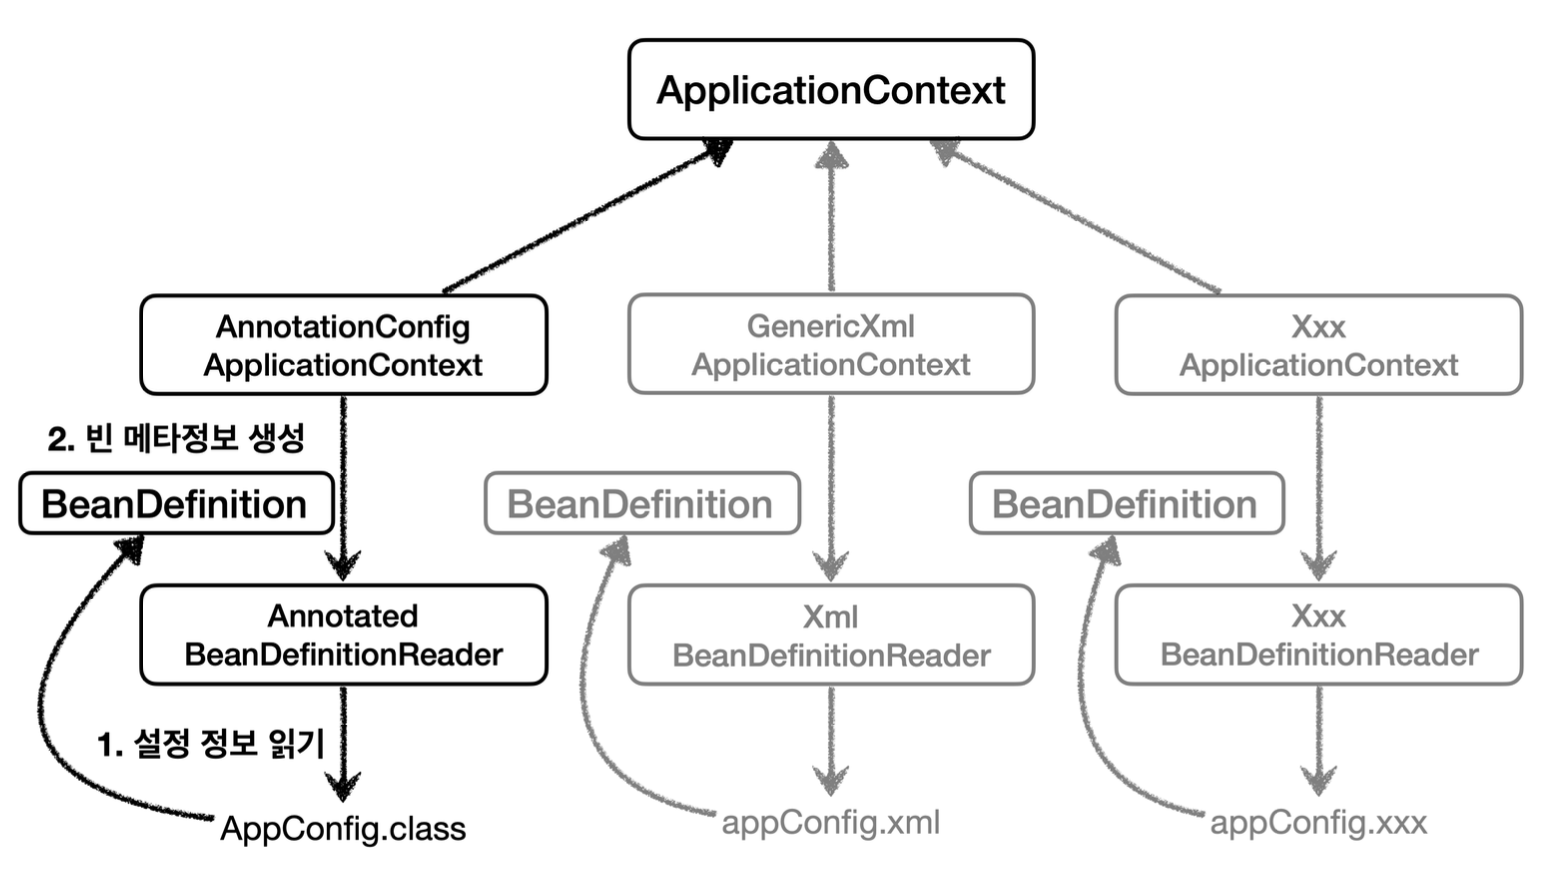 ApplicationContext
AnnotationConfig
ApplicationContext
GenericXml
ApplicationContext
Xxx
ApplicationContext
2. 빈 메타정보 생성
BeanDefinition
BeanDefinition
BeanDefinition
Annotated
BeanDefinitionReader
Xml
BeanDefinitionReader
Xxx
BeanDefinitionReader
1. 설정 정보 읽기
AppConfig.class
appConfig.xml
appConfig.xxx